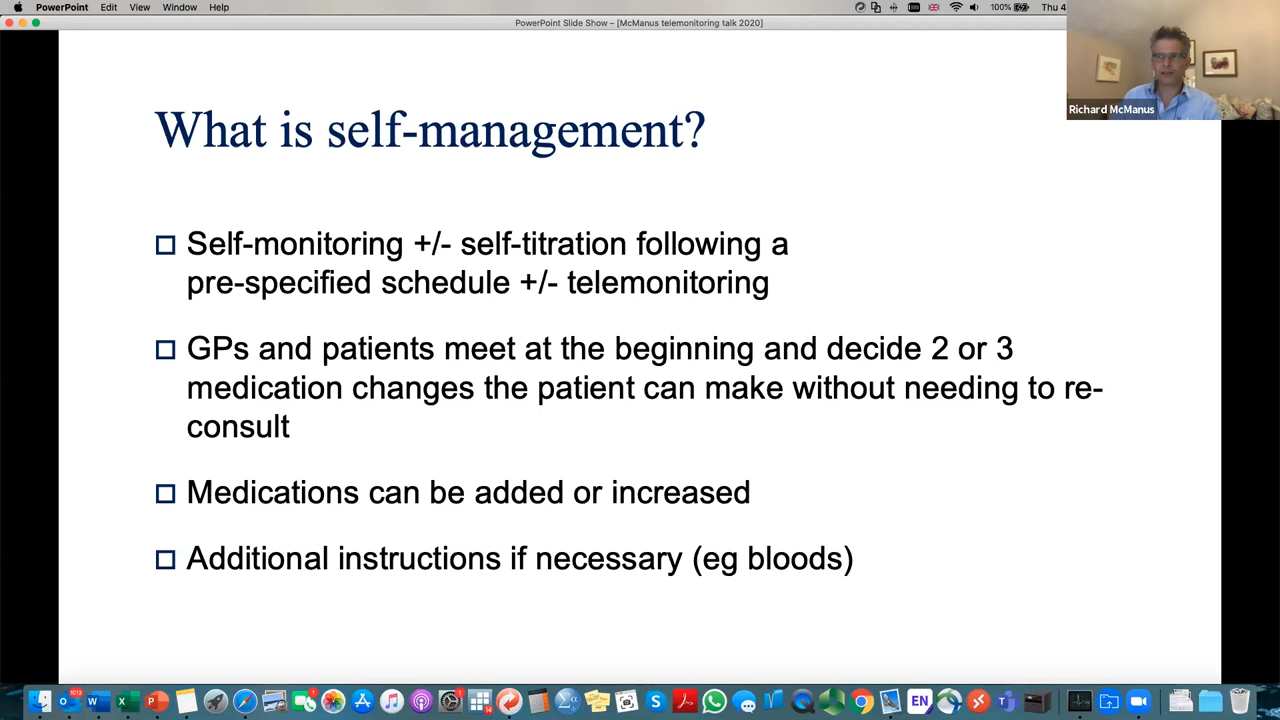 PowerPoint Edit View Window Help
100% Thu 4
PowerPoint Slide Show – [McManus telemonitoring talk 2020]
Richard McManus
What is self-management?
Self-monitoring +/- self-titration following a
pre-specified schedule +/- telemonitoring
GPs and patients meet at the beginning and decide 2 or 3
medication changes the patient can make without needing to re-
consult
Medications can be added or increased
Additional instructions if necessary (eg bloods)
EN